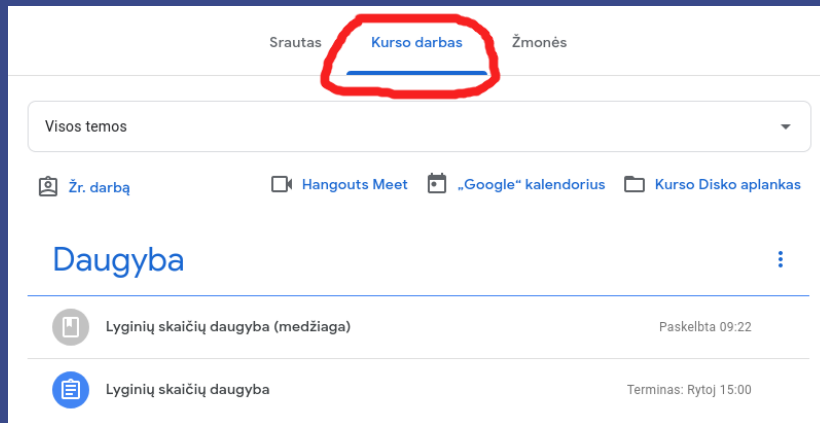 Srautas Kurso darbas Žmonės
Visos temos
Žr. darbą Hangouts Meet „Google“ kalendorius Kurso Disko aplankas
Daugyba
Lyginių skaičių daugyba (medžiaga) Paskelbta 09:22
Lyginių skaičių daugyba Terminas: Rytoj 15:00